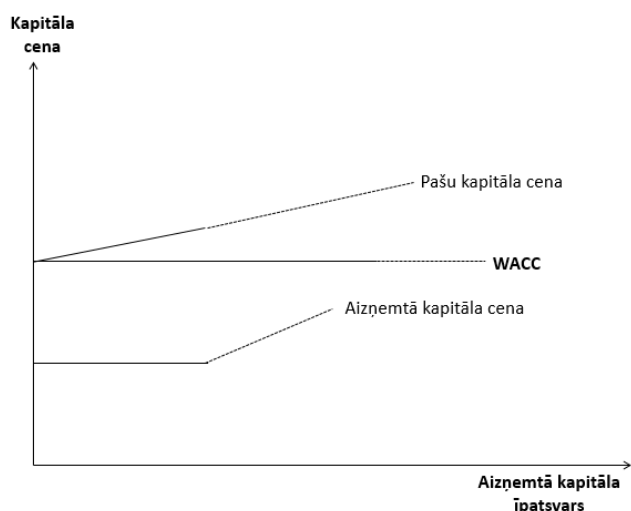 Kapitāla
cena
Pašu kapitāla cena
WACC
Aizņemtā kapitāla cena
Aizņemtā kapitāla
īpatsvars